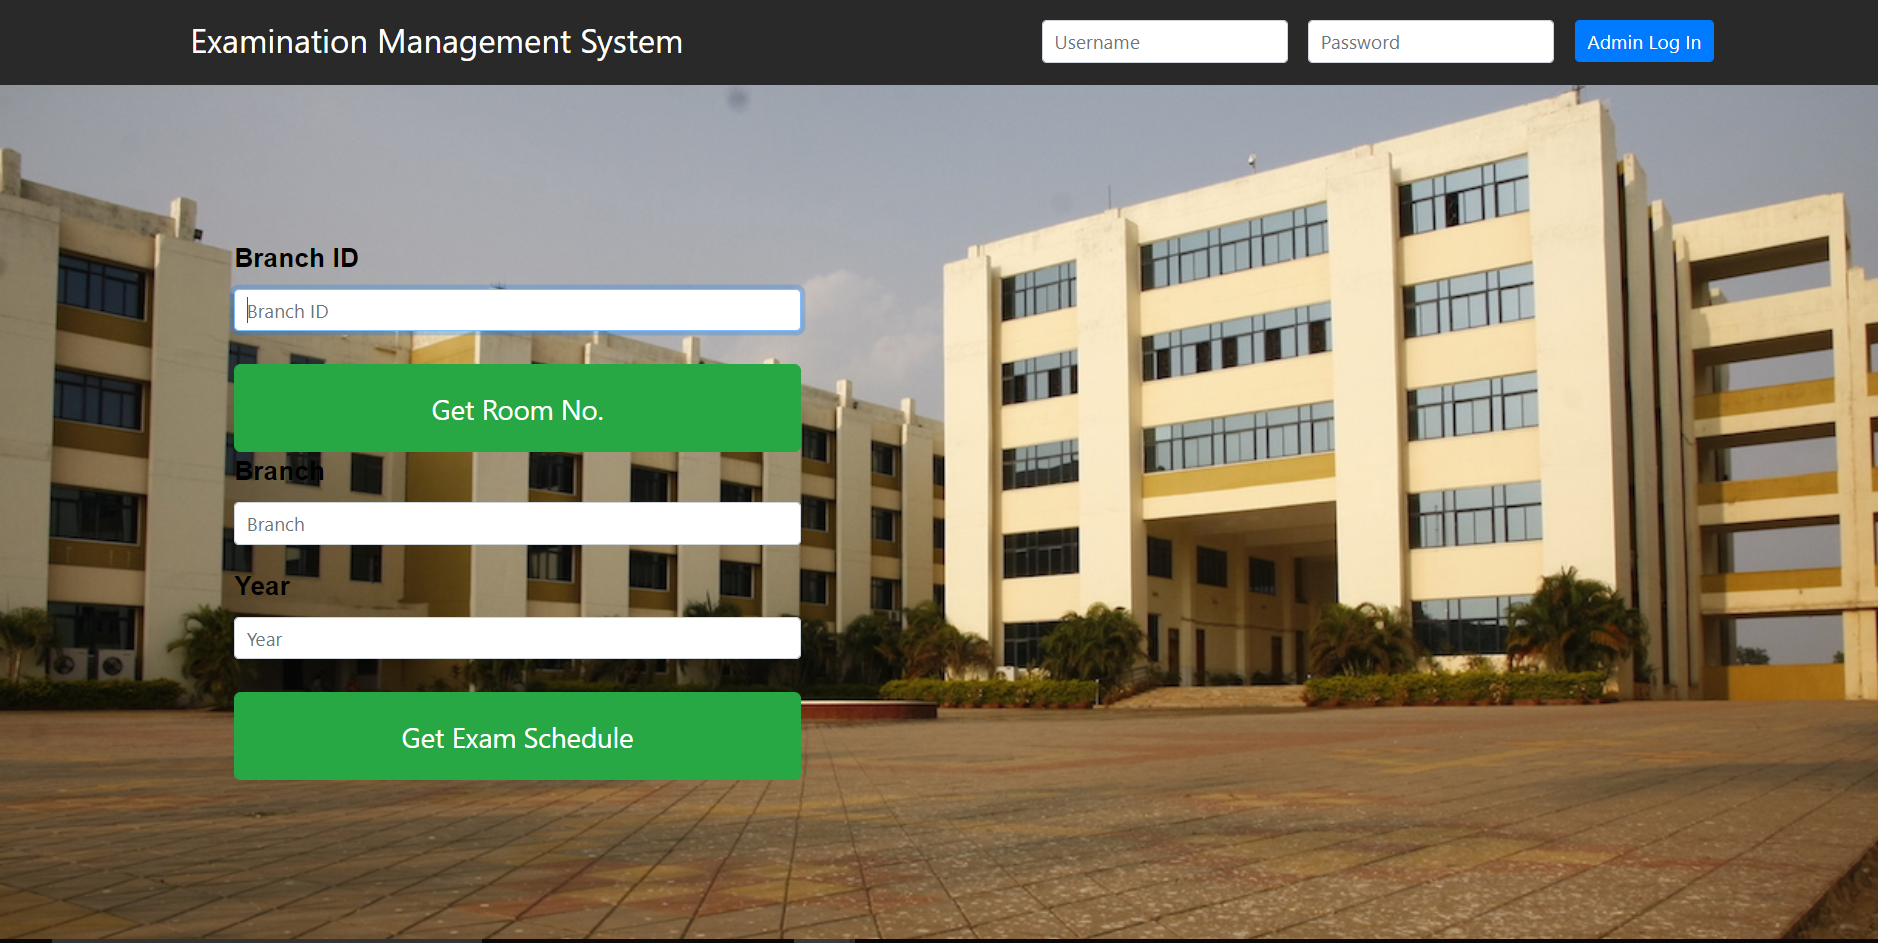 Examination Management System
Username
Password
Admin Log In
Branch ID
Branch ID
Get Room No.
Branch
Branch
Year
Year
Get Exam Schedule